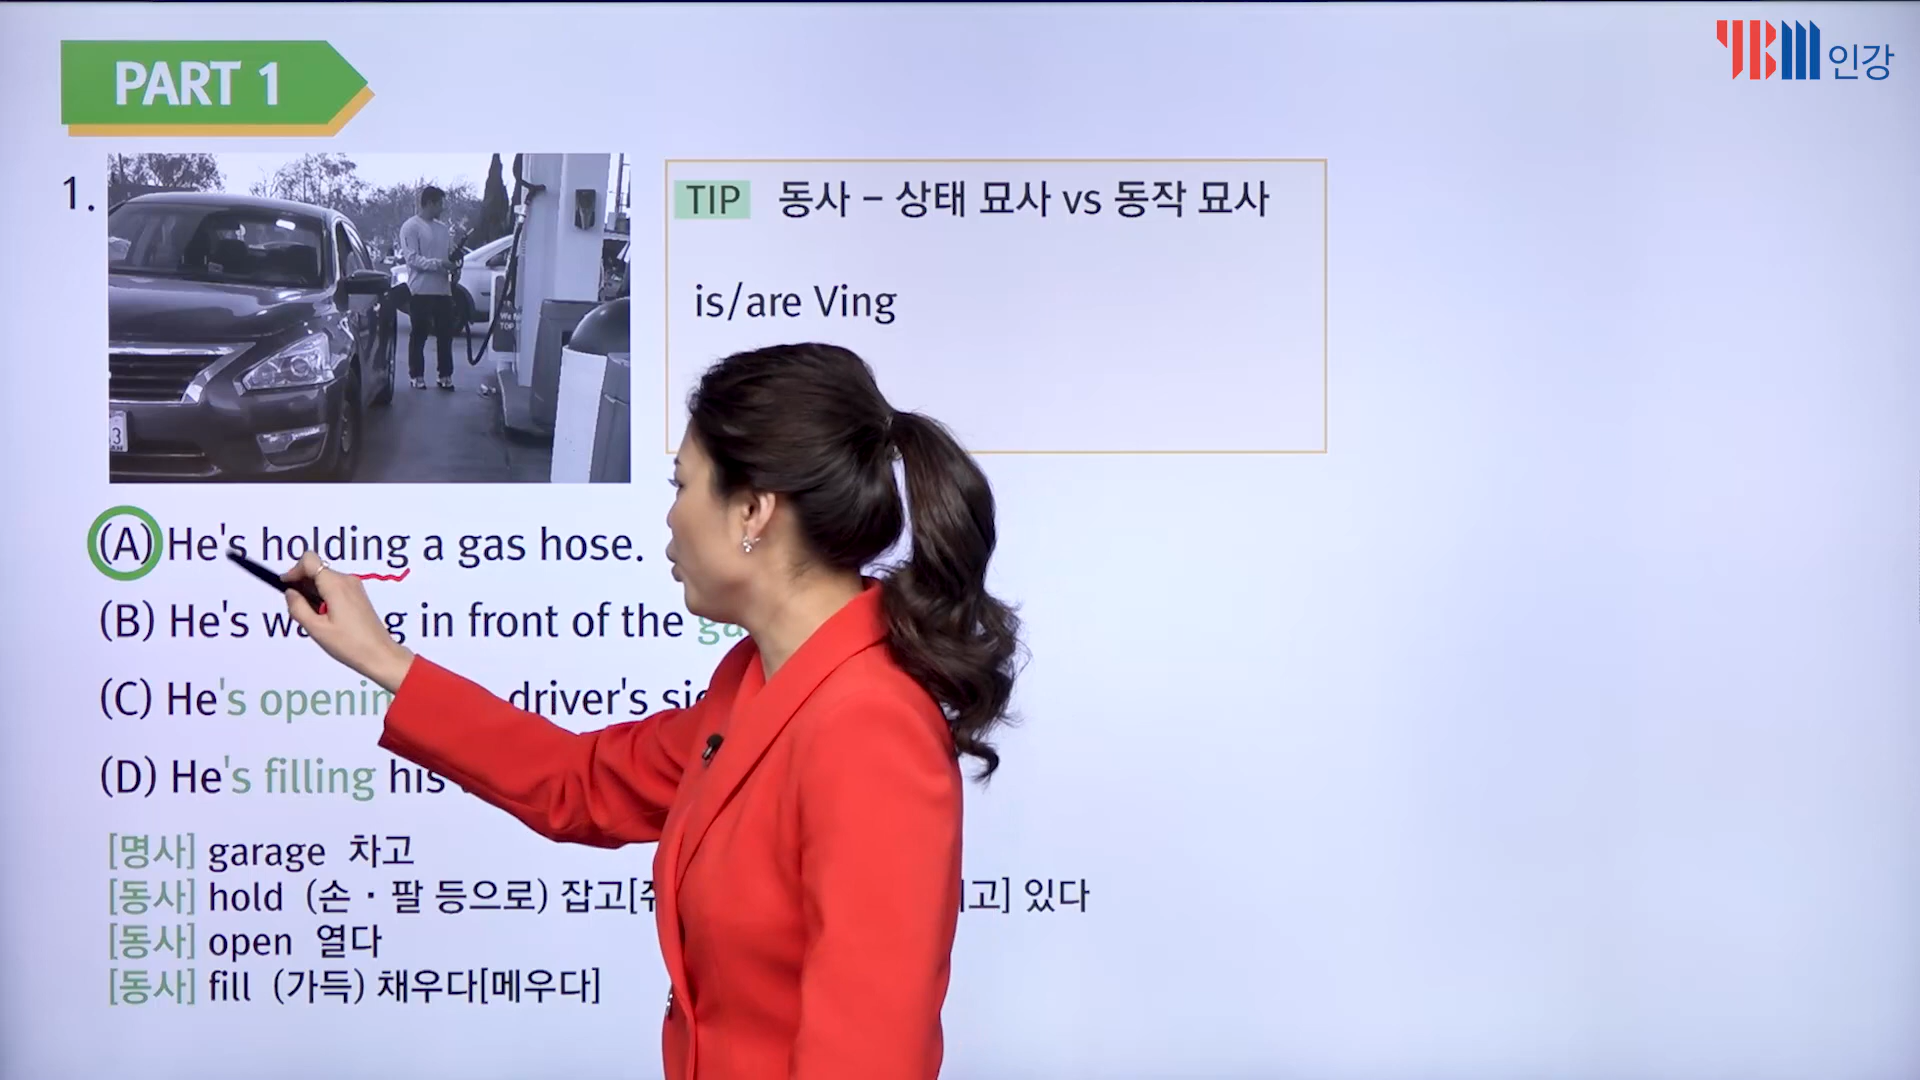 PART 1
YBM인강
1.
TIP 동사 – 상태 묘사 vs 동작 묘사
is/are Ving
(A) He's holding a gas hose.
(B) He's in front of the
(C) He's driver's
(D) He's filling his
[명사] garage 차고
[동사] hold (손 · 팔 등으로) 잡고[ 있다
[동사] open 열다
[동사] fill (가득) 채우다[메우다]